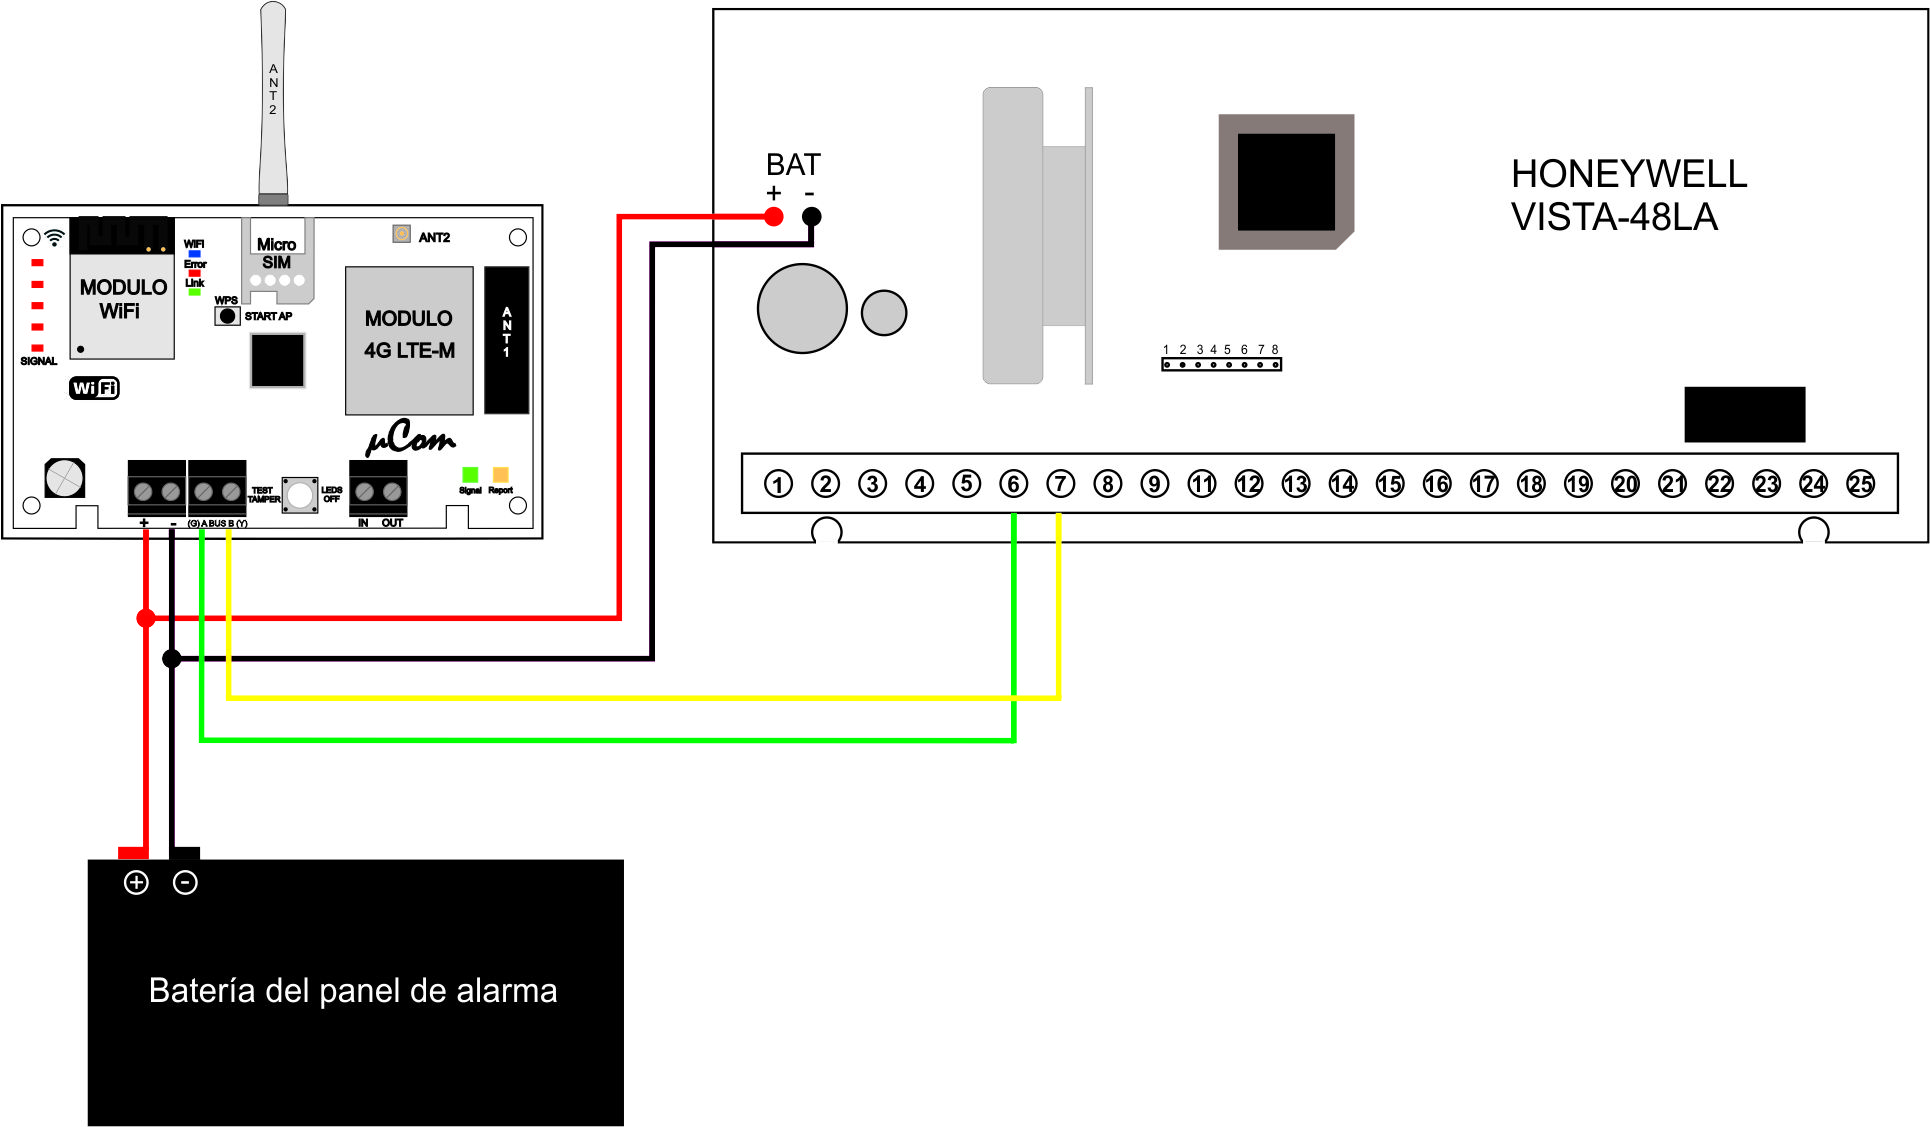 A
N
T
2
WiFi
Error
Link
MODULO
WiFi
SIGNAL
WiFi
Micro
SIM
WPS
START AP
ANT2
MODULO
4G LTE-M
A
N
T
1
µCom
TEST
TAMPER
LEDS
OFF
Signal
Report
+ -
(G) A BUS B (Y)
IN OUT
BAT
+ -
HONEYWELL
VISTA-48LA
1 2 3 4 5 6 7 8
1 2 3 4 5 6 7 8 9 11 12 13 14 15 16 17 18 19 20 21 22 23 24 25
+ -
Batería del panel de alarma